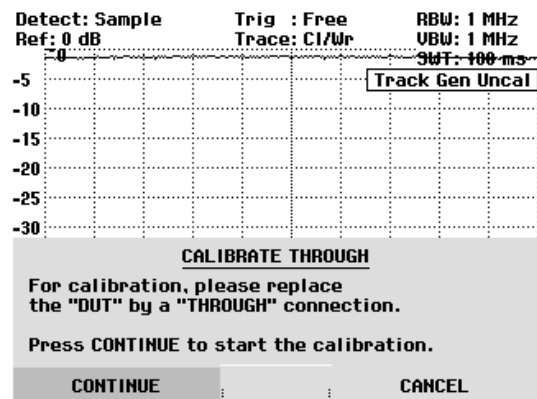 Detect: Sample Trig : Free RBW: 1 MHz
Ref: 0 dB Trace: Cl/Wr VBW: 1 MHz
0 SWT: 100 ms
-5 Track Gen Uncal
-10
-15
-20
-25
-30
CALIBRATE THROUGH
For calibration, please replace
the "DUT" by a "THROUGH" connection.
Press CONTINUE to start the calibration.
CONTINUE CANCEL